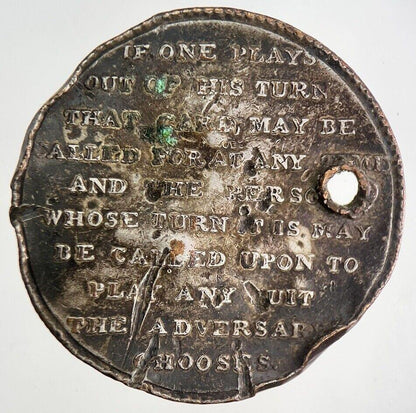 IF ONE PLAYS
OUT OF HIS TURN
THAT CARD, MAY BE
CALLED FOR AT ANY TIME
AND THE PERSO
WHOSE TURN IT IS MAY
BE CALLED UPON TO
PLAY ANY SUIT
THE ADVERSARY
CHOOSES.